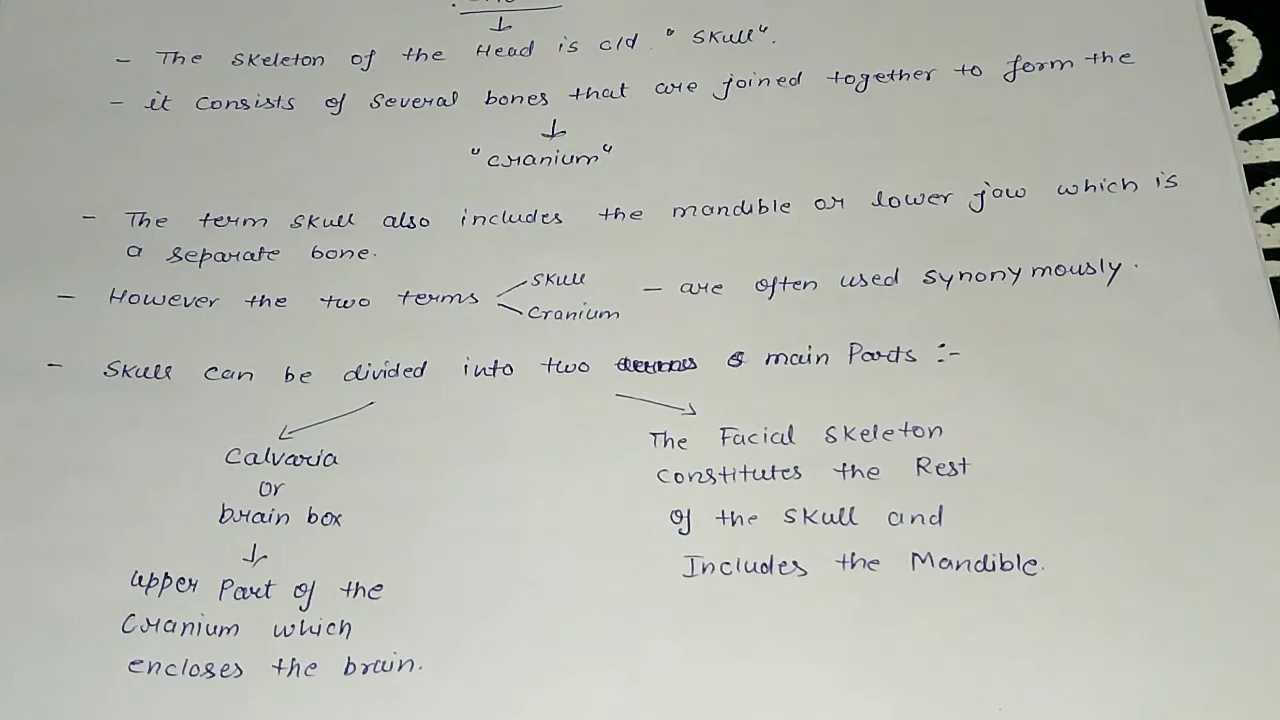 ↓
- The Skeleton of the Head is c/d "Skull".
- it consists of several bones that are joined together to form the
↓
"cranium"
- The term skull also includes the mandible or lower jaw which is
a separate bone.
- However the two terms Skull Cranium - are often used synonymously.
- Skull can be divided into two main Parts :-
Calvaria
or
brain box
↓
upper Part of the
Cranium which
encloses the brain.
The Facial skeleton
constitutes the Rest
of the skull and
Includes the Mandible.